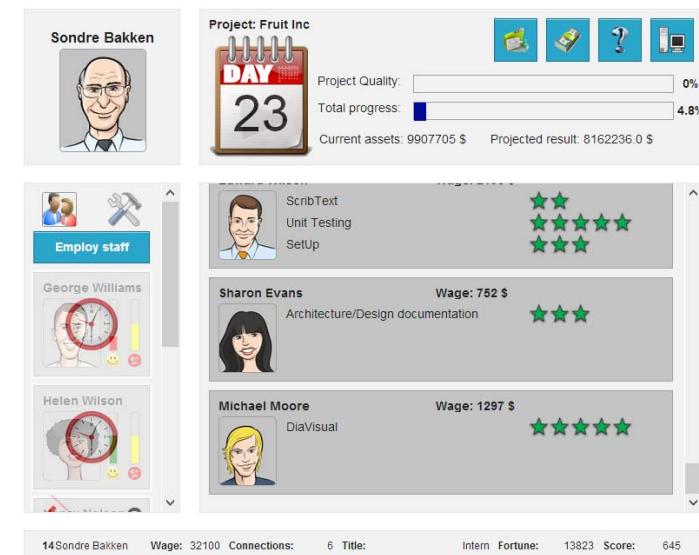 Sondre Bakken
Project: Fruit Inc
DAY
23
Project Quality: 0%
Total progress: 4.8%
Current assets: 9907705 $ Projected result: 8162236.0 $
Employ staff
George Williams
Helen Wilson
ScribText
Unit Testing
SetUp
Sharon Evans Wage: 752 $
Architecture/Design documentation
Michael Moore Wage: 1297 $
DiaVisual
14 Sondre Bakken Wage: 32100 Connections: 6 Title: Intern Fortune: 13823 Score: 645